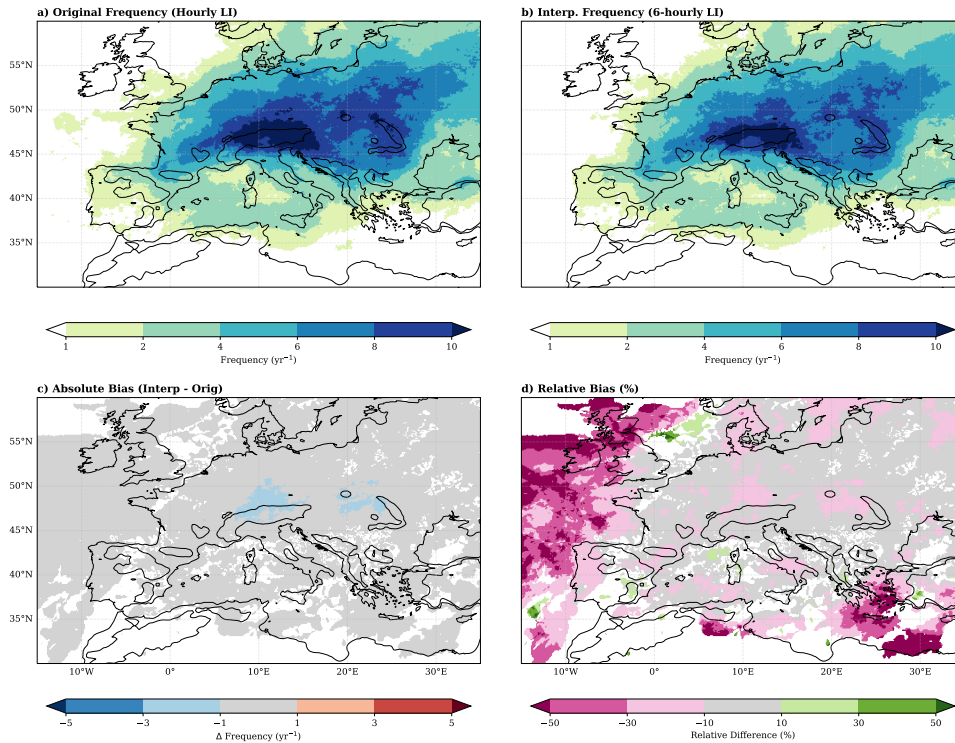 a) Original Frequency (Hourly LI)
b) Interp. Frequency (6-hourly LI)
55°N
50°N
45°N
40°N
35°N
1 2 4 6 8 10
Frequency (yr⁻¹)
1 2 4 6 8 10
Frequency (yr⁻¹)
c) Absolute Bias (Interp - Orig)
d) Relative Bias (%)
55°N
50°N
45°N
40°N
35°N
10°W 0° 10°E 20°E 30°E
10°W 0° 10°E 20°E 30°E
−5 −3 −1 1 3 5
Δ Frequency (yr⁻¹)
−50 −30 −10 10 30 50
Relative Difference (%)